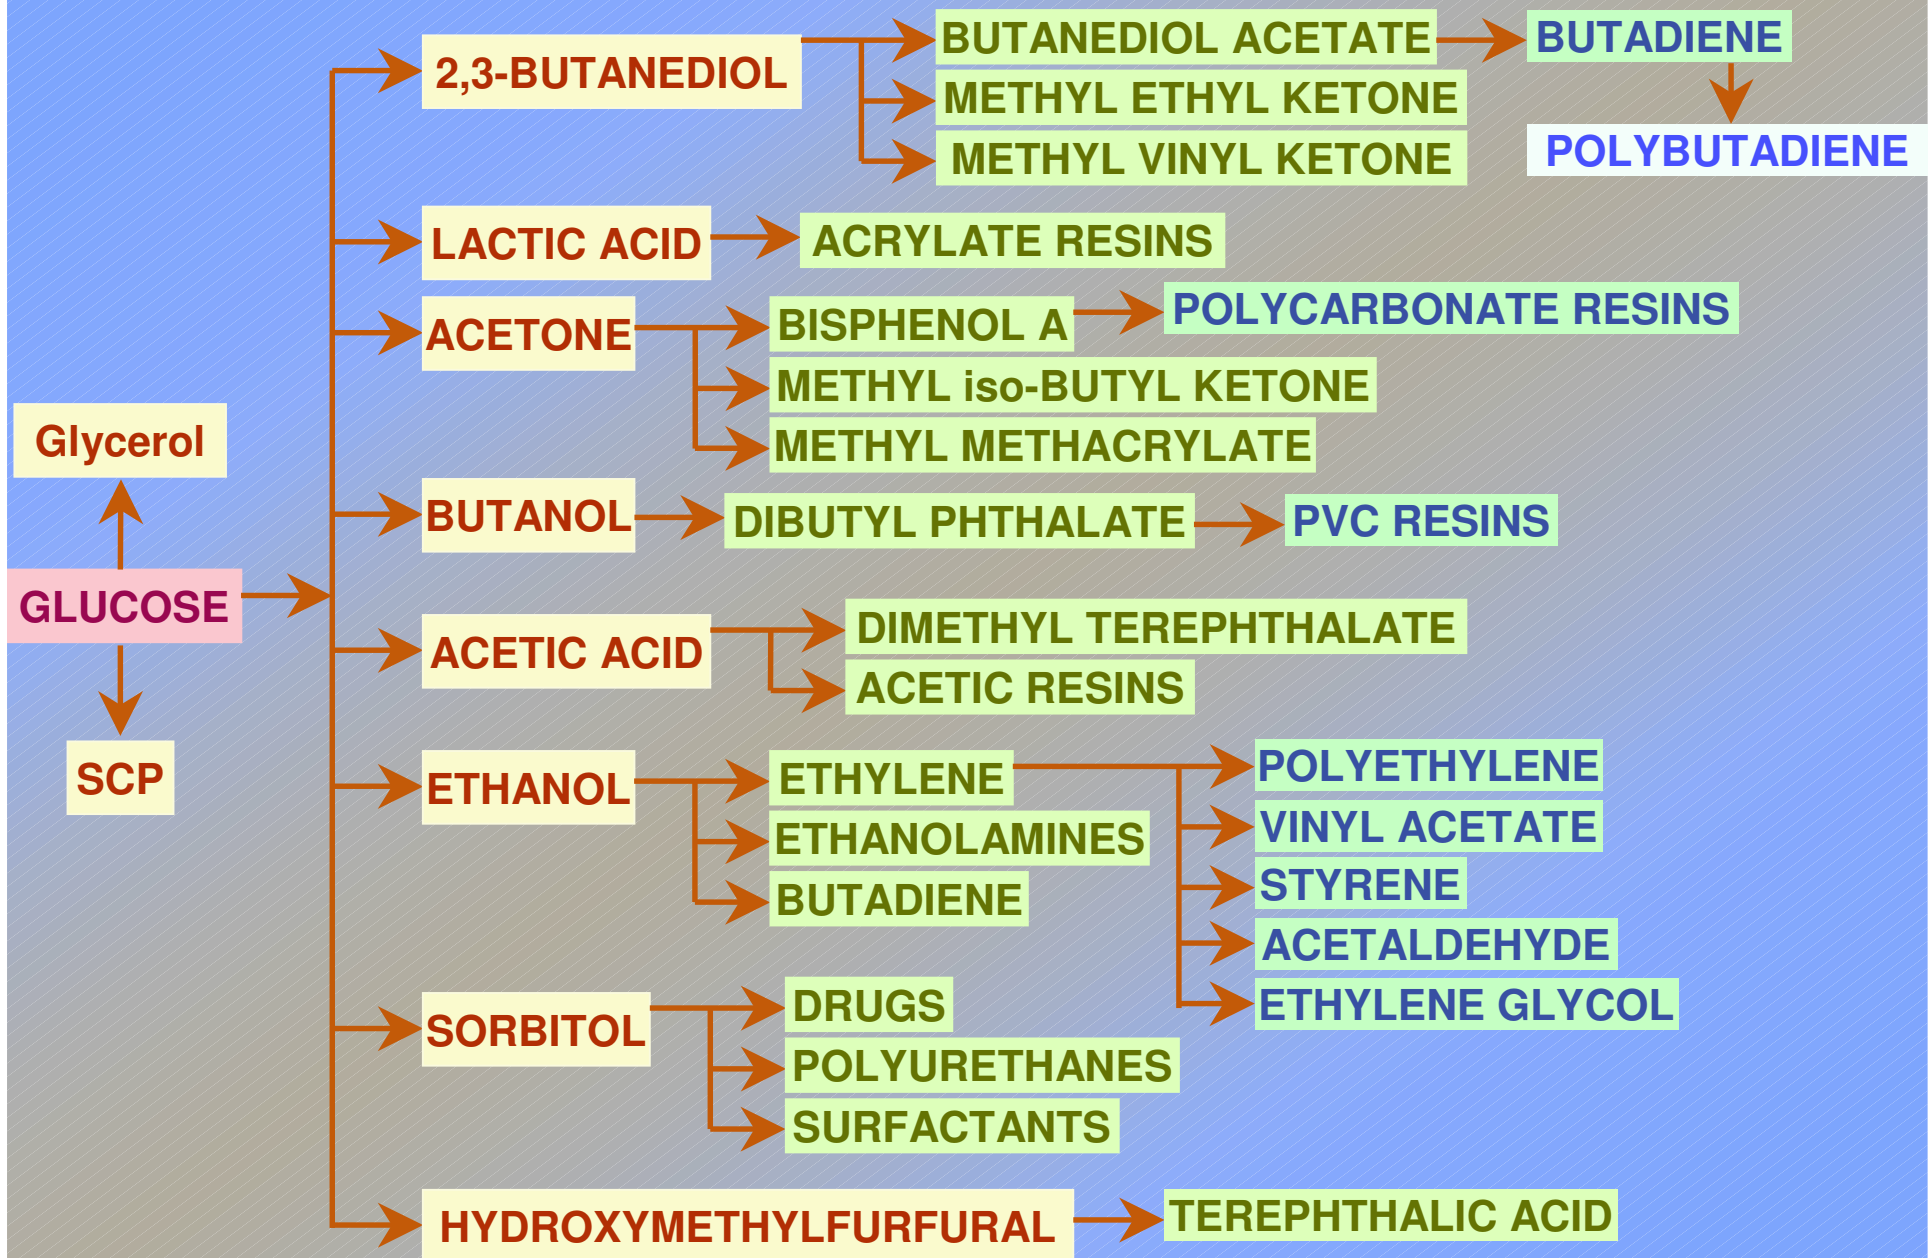 2,3-BUTANEDIOL
BUTANEDIOL ACETATE
BUTADIENE
METHYL ETHYL KETONE
POLYBUTADIENE
METHYL VINYL KETONE
LACTIC ACID
ACRYLATE RESINS
ACETONE
BISPHENOL A
POLYCARBONATE RESINS
METHYL iso-BUTYL KETONE
METHYL METHACRYLATE
Glycerol
GLUCOSE
SCP
BUTANOL
DIBUTYL PHTHALATE
PVC RESINS
ACETIC ACID
DIMETHYL TEREPHTHALATE
ACETIC RESINS
ETHANOL
ETHYLENE
ETHANOLAMINES
BUTADIENE
POLYETHYLENE
VINYL ACETATE
STYRENE
ACETALDEHYDE
ETHYLENE GLYCOL
SORBITOL
DRUGS
POLYURETHANES
SURFACTANTS
HYDROXYMETHYLFURFURAL
TEREPHTHALIC ACID